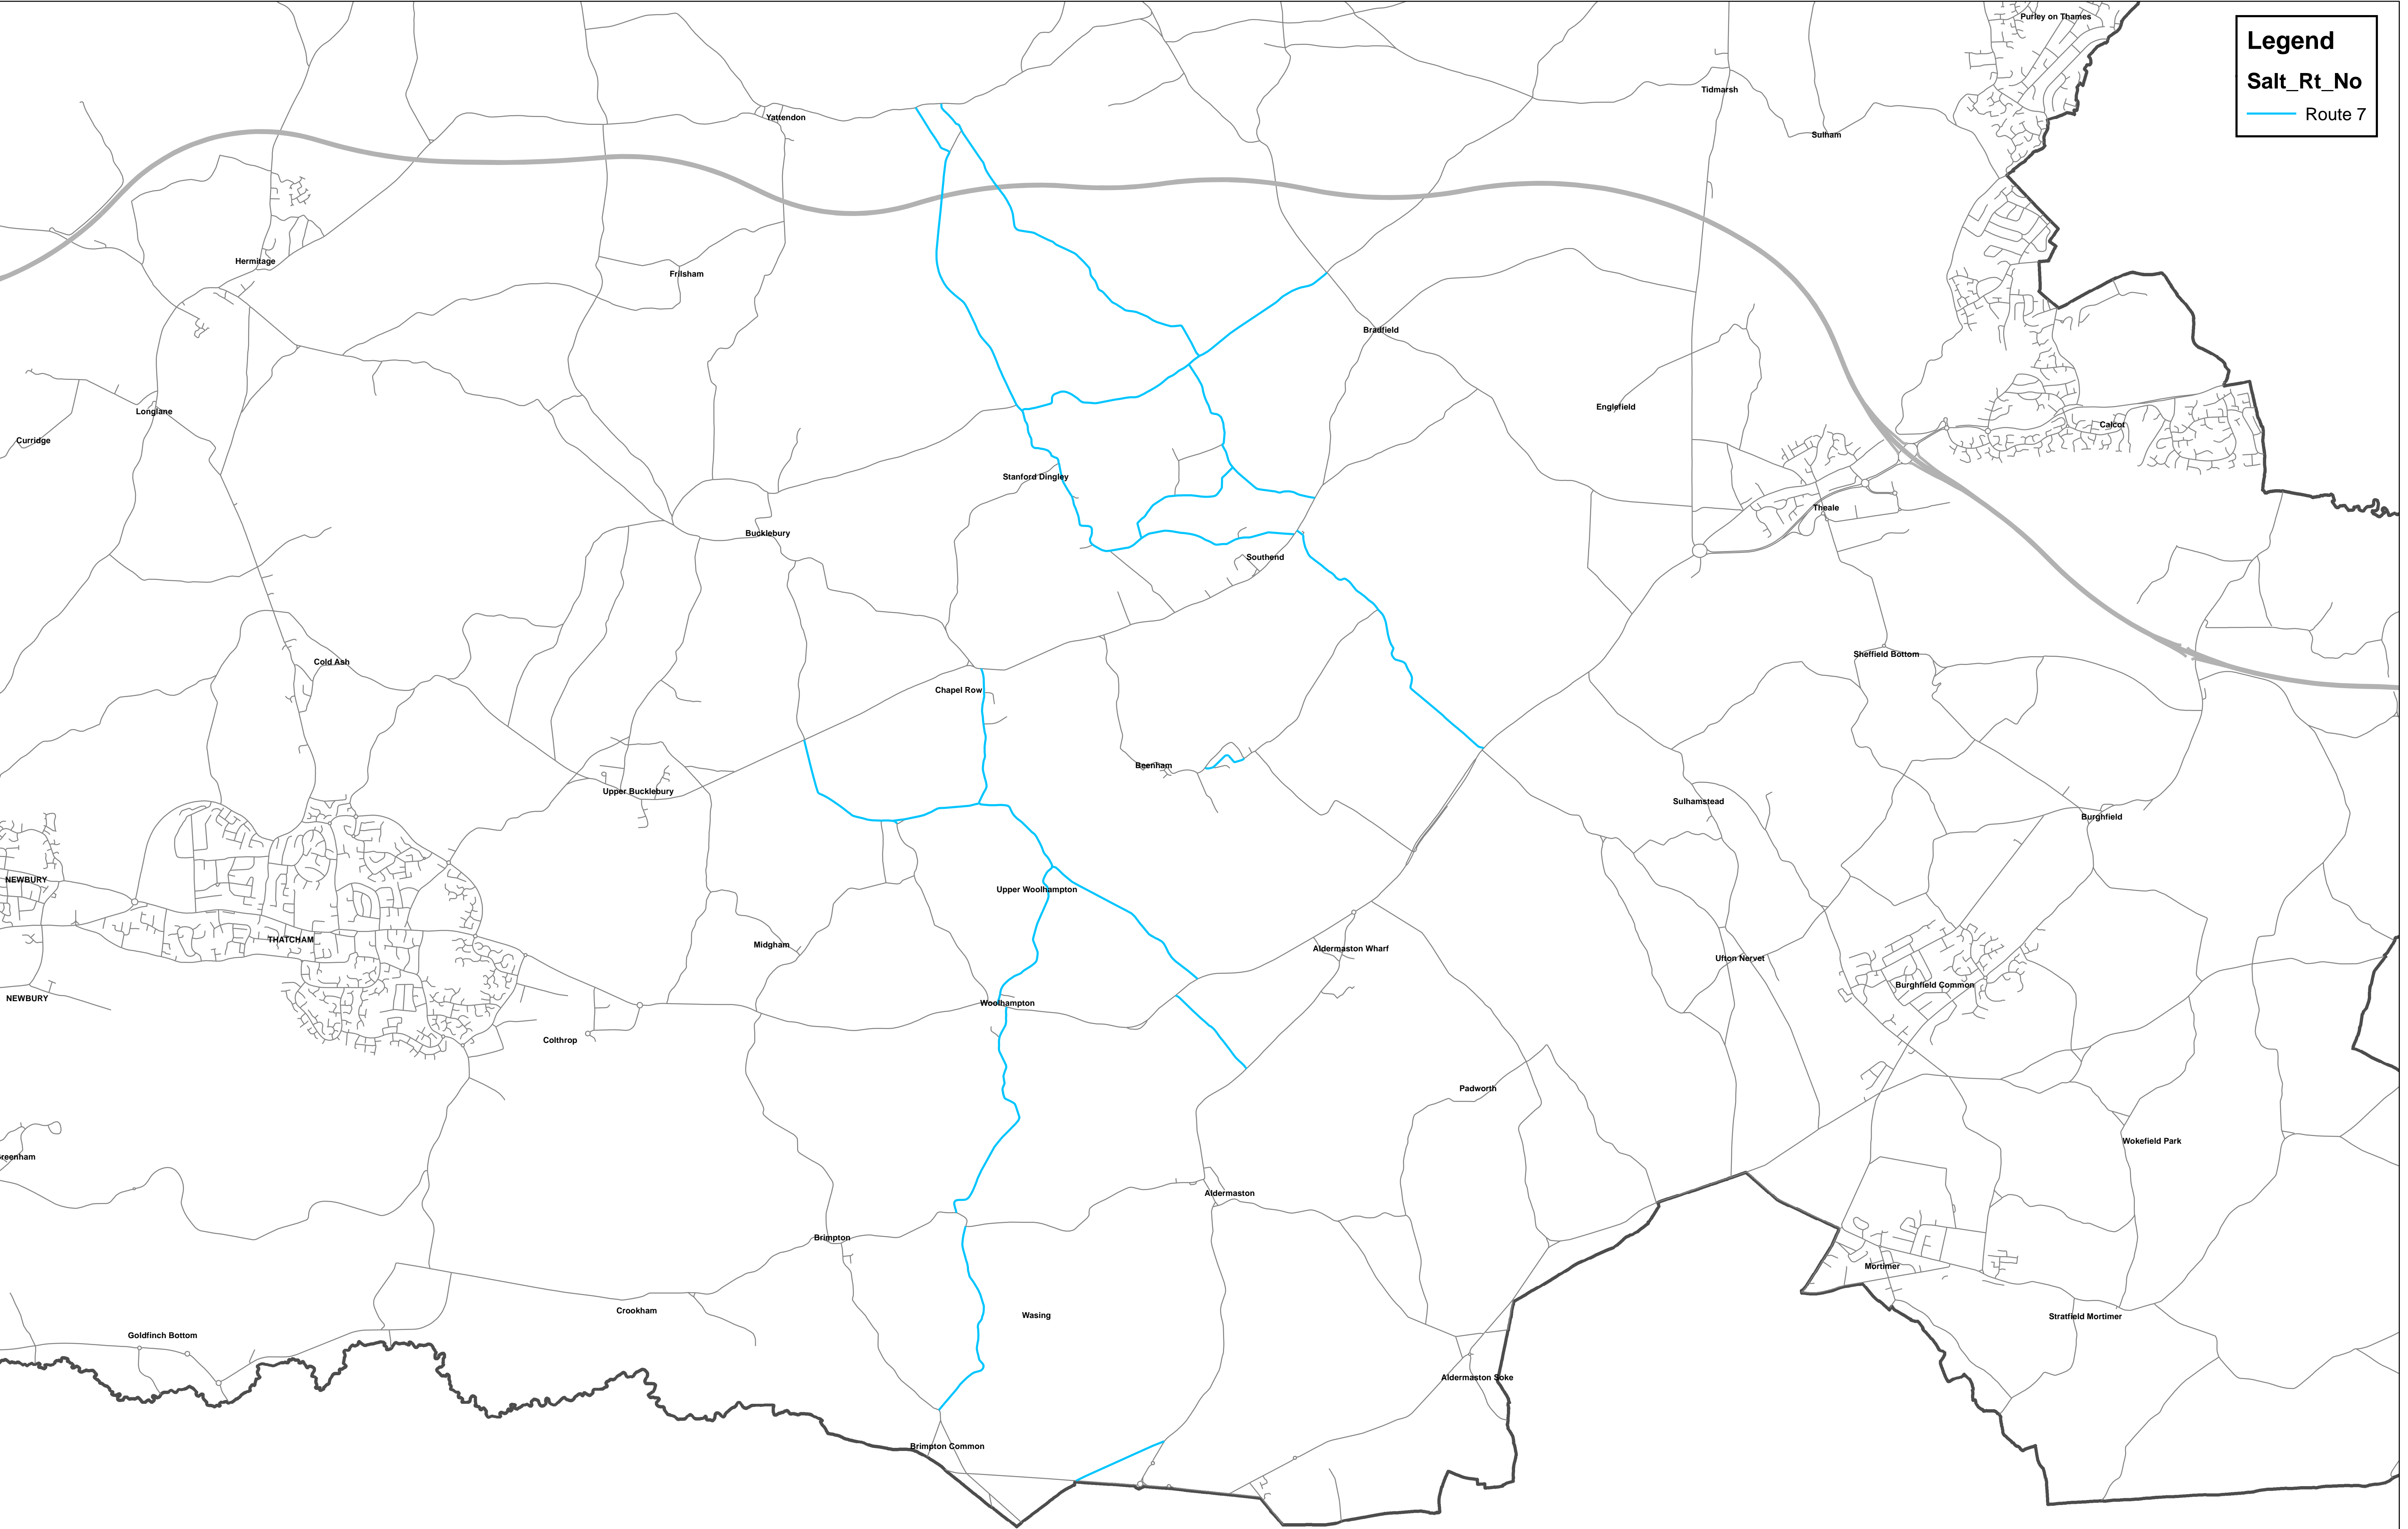 Purley on Thames
Legend
Salt_Rt_No
Route 7
Tidmarsh
Yattendon
Sulham
Hermitage
Frilsham
Bradfield
Englefield
Longlane
Calcot
Curridge
Stanford Dingley
Theale
Bucklebury
Southend
Sheffield Bottom
Cold Ash
Chapel Row
Beenham
Upper Bucklebury
Sulhamstead
Burghfield
NEWBURY
Upper Woolhampton
THATCHAM
Midgham
Aldermaston Wharf
Ufton Nervet
Burghfield Common
NEWBURY
Woolhampton
Colthrop
Padworth
Wokefield Park
reenham
Aldermaston
Brimpton
Mortimer
Crookham
Wasing
Stratfield Mortimer
Goldfinch Bottom
Aldermaston Soke
Brimpton Common